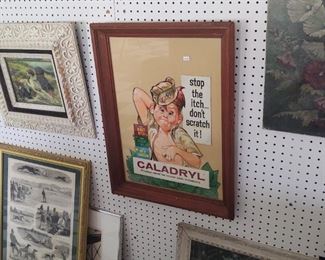 stop
the
itch...
don't
scratch
it!
CALADRYL